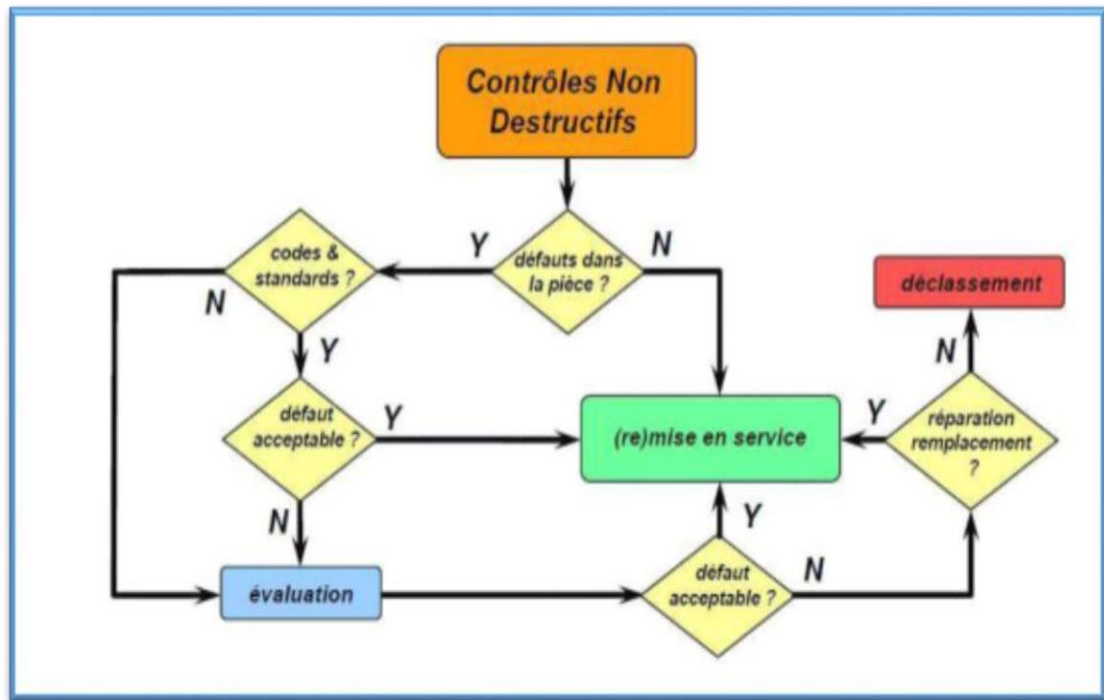 Contrôles Non
Destructifs
codes &
standards ?
Y
défauts dans
la pièce ?
N
déclassement
N
Y
N
défaut
acceptable ?
Y
(re)mise en service
Y
réparation
remplacement
?
N
Y
évaluation
défaut
acceptable ?
N